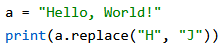 a = "Hello, World!"
print(a.replace("H", "J"))